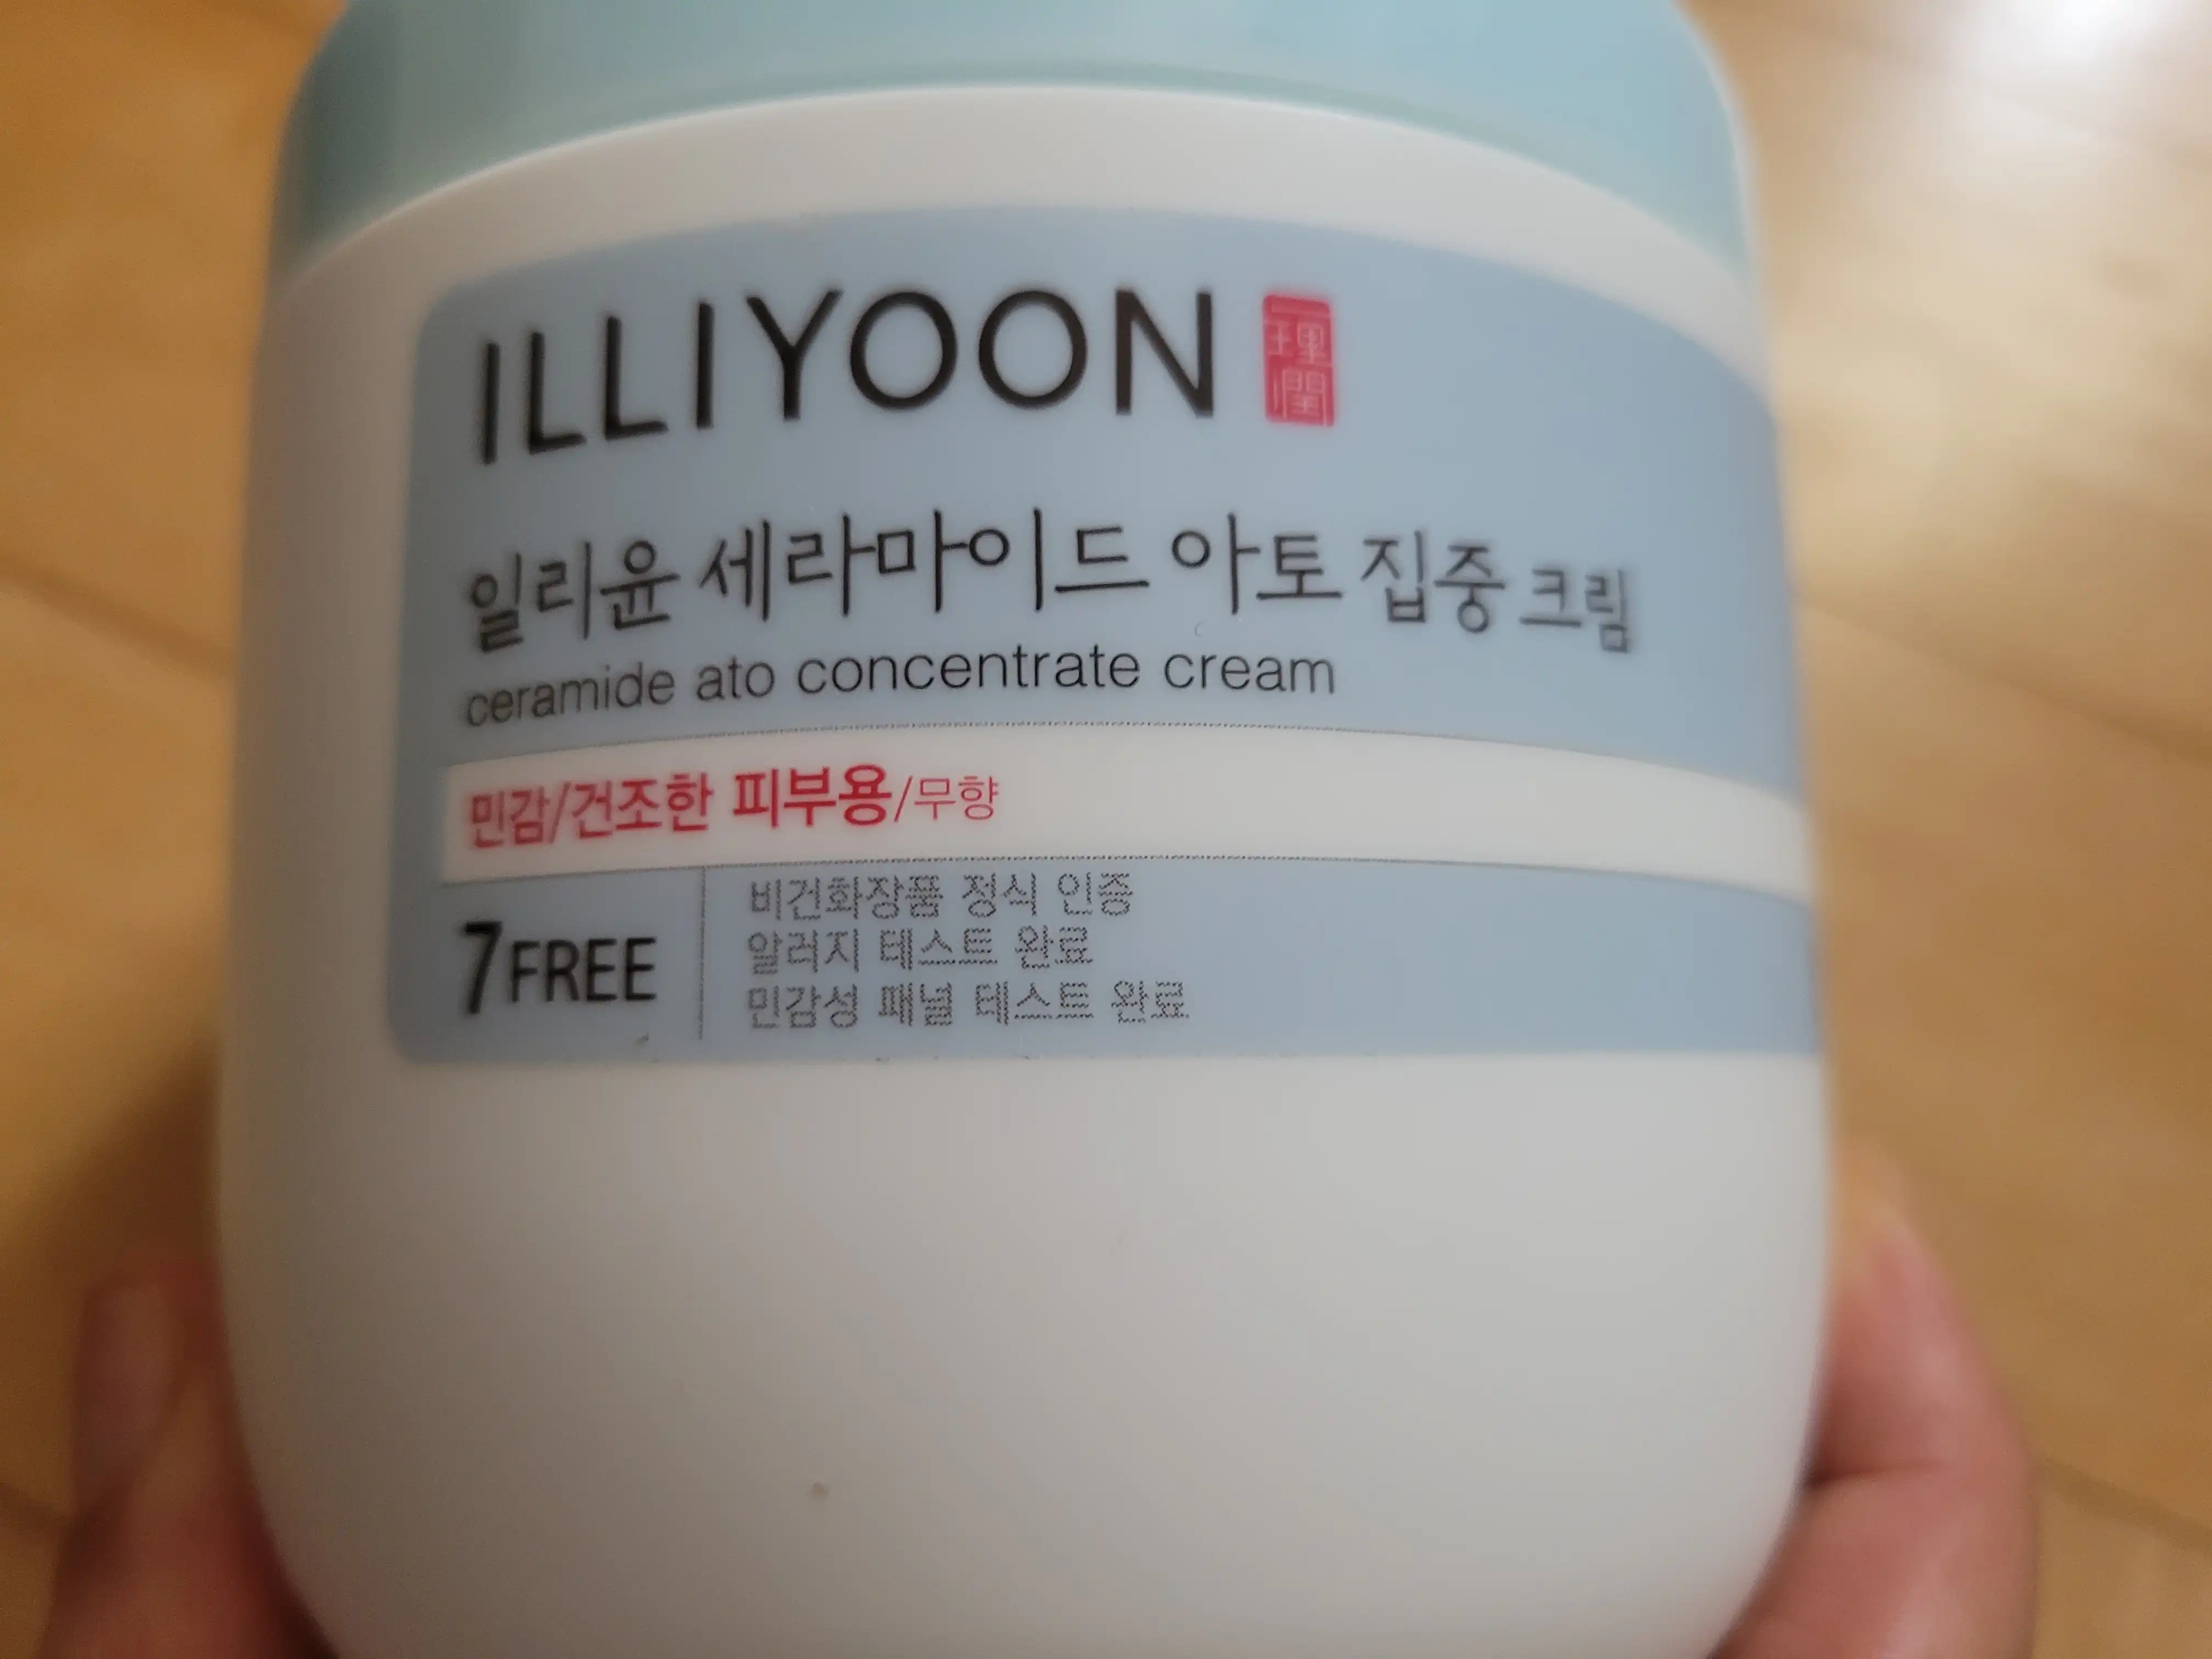 ILLIYOON 一理潤
일리윤 세라마이드 아토 집중 크림
ceramide ato concentrate cream
민감/건조한 피부용/무향
7FREE
비건화장품 정식 인증
알러지 테스트 완료
민감성 패널 테스트 완료